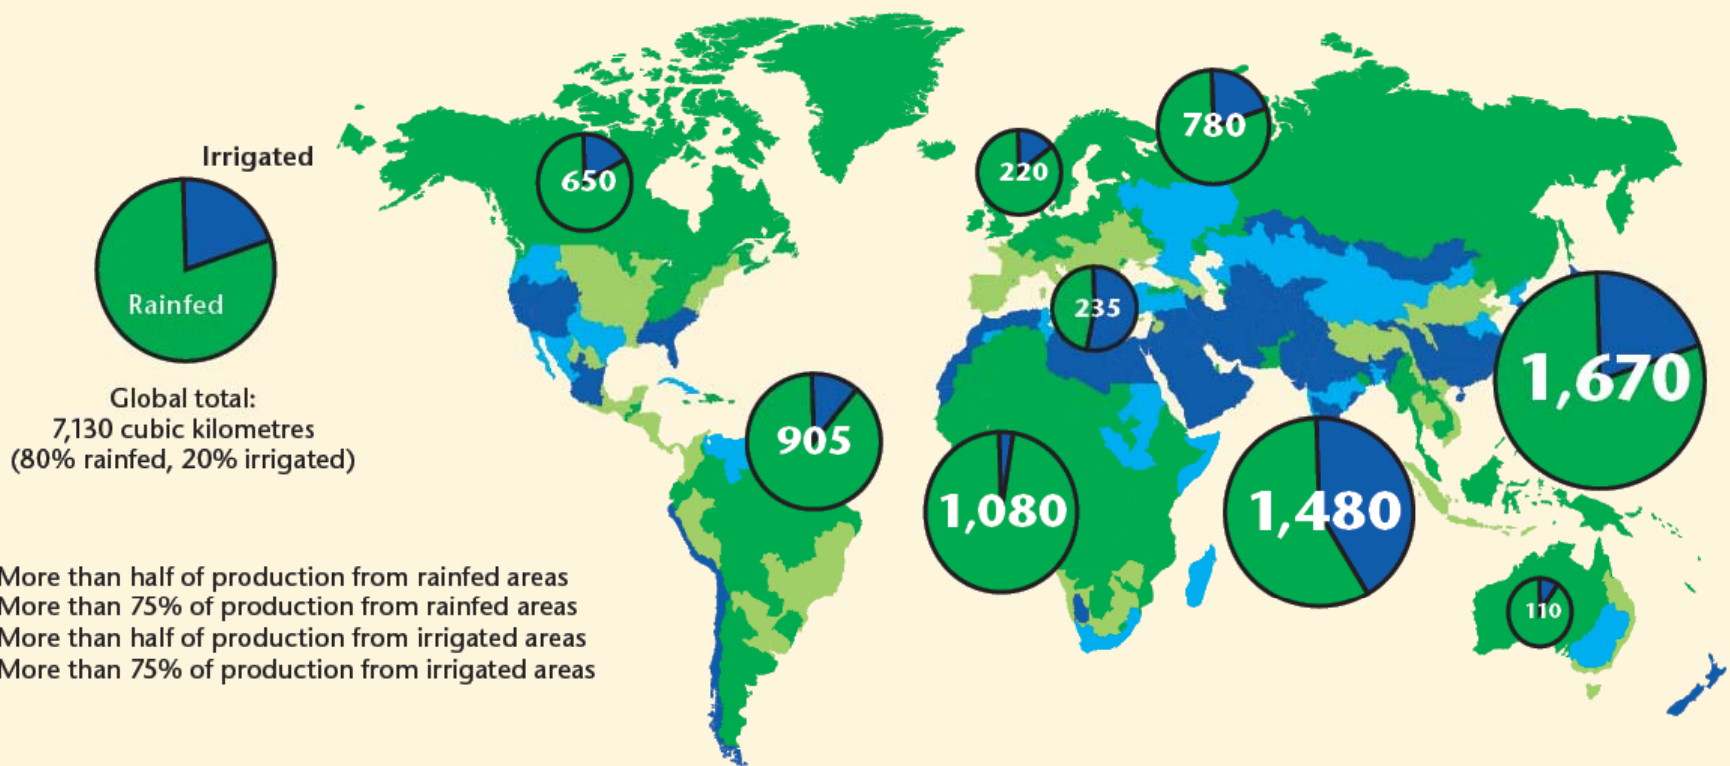 Irrigated
Rainfed
Global total:
7,130 cubic kilometres
(80% rainfed, 20% irrigated)
More than half of production from rainfed areas
More than 75% of production from rainfed areas
More than half of production from irrigated areas
More than 75% of production from irrigated areas
650
220
780
235
905
1,080
1,480
1,670
110